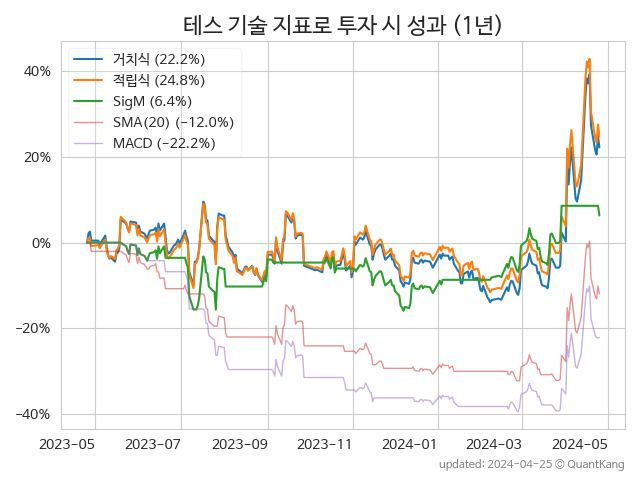 테스 기술 지표로 투자 시 성과 (1년)
거치식 (22.2%)
적립식 (24.8%)
SigM (6.4%)
SMA(20) (−12.0%)
MACD (−22.2%)
40%
20%
0%
−20%
−40%
2023-05 2023-07 2023-09 2023-11 2024-01 2024-03 2024-05
updated: 2024-04-25 © QuantKang